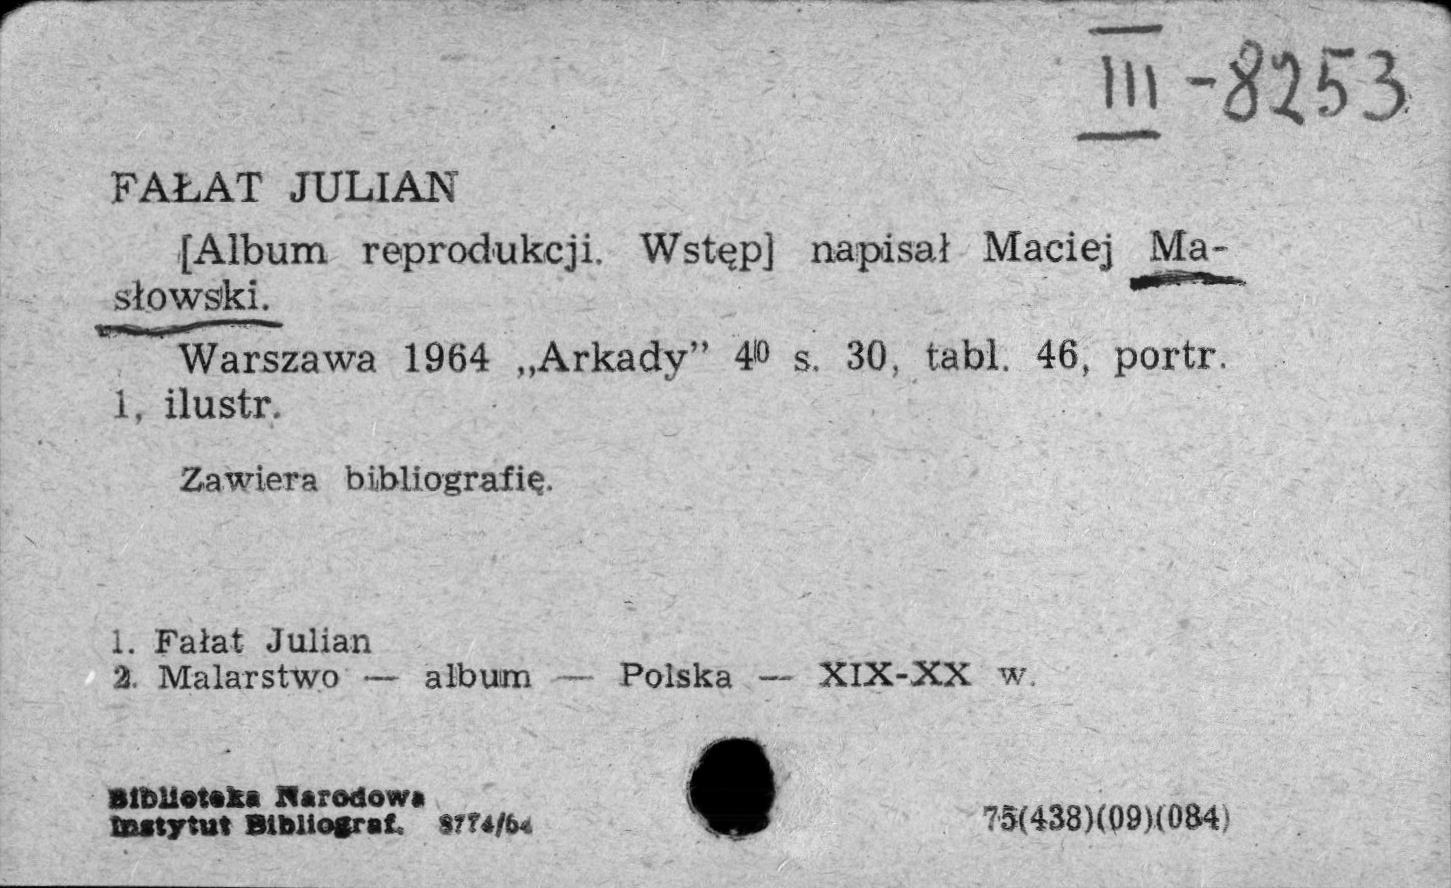 III - 8253
FAŁAT JULIAN
[Album reprodukcji. Wstęp] napisał Maciej Ma-
słowski.
Warszawa 1964 „Arkady” 4⁰ s. 30, tabl. 46, portr.
1, ilustr.
Zawiera bibliografię.
1. Fałat Julian
2. Malarstwo — album — Polska — XIX-XX w.
Biblioteka Narodowa
Instytut Bibliograf. 8774/64
75(438)(09)(084)